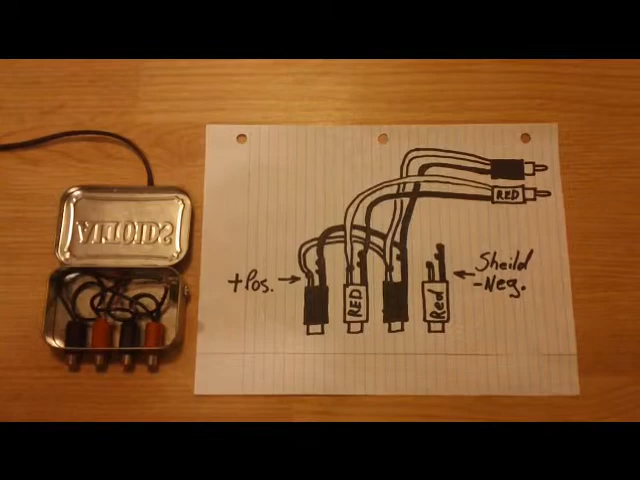 ALTOIDS
RED
+Pos.
RED
Red
Sheild
-Neg.